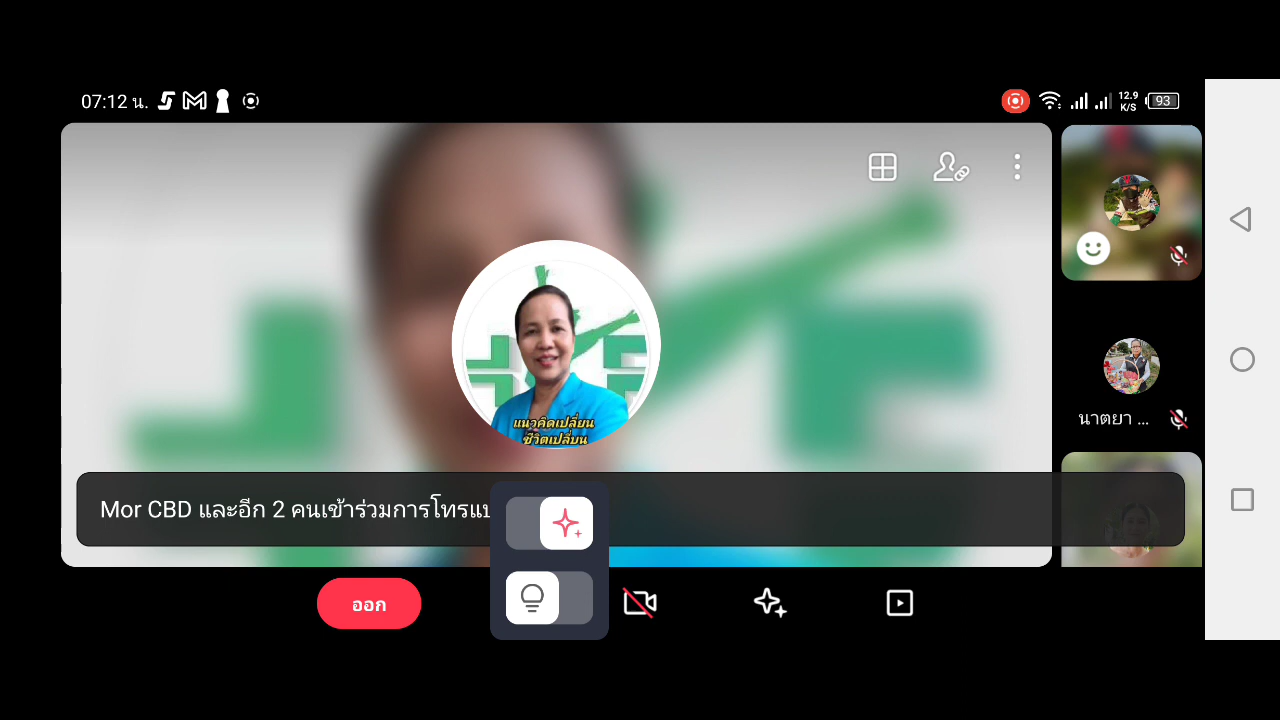 07:12 น.
12.9
K/S
93
แนวคิดเปลี่ยน
ชีวิตเปลี่ยน
นาตยา ...
Mor CBD และอีก 2 คนเข้าร่วมการโทรแ
ออก